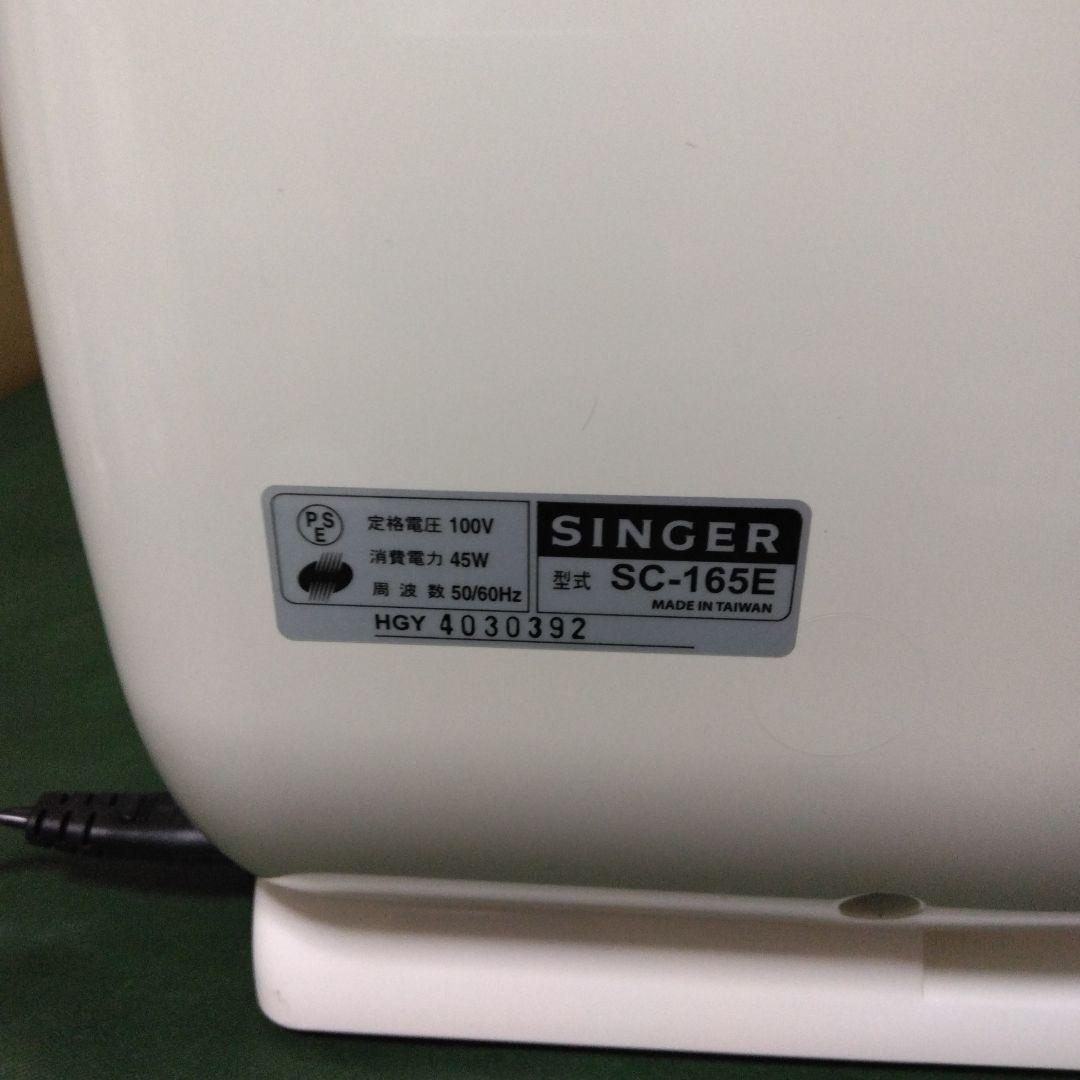 PSE
定格電圧 100V
消費電力 45W
周波数 50/60Hz
SINGER
型式 SC-165E
MADE IN TAIWAN
HGY 4030392